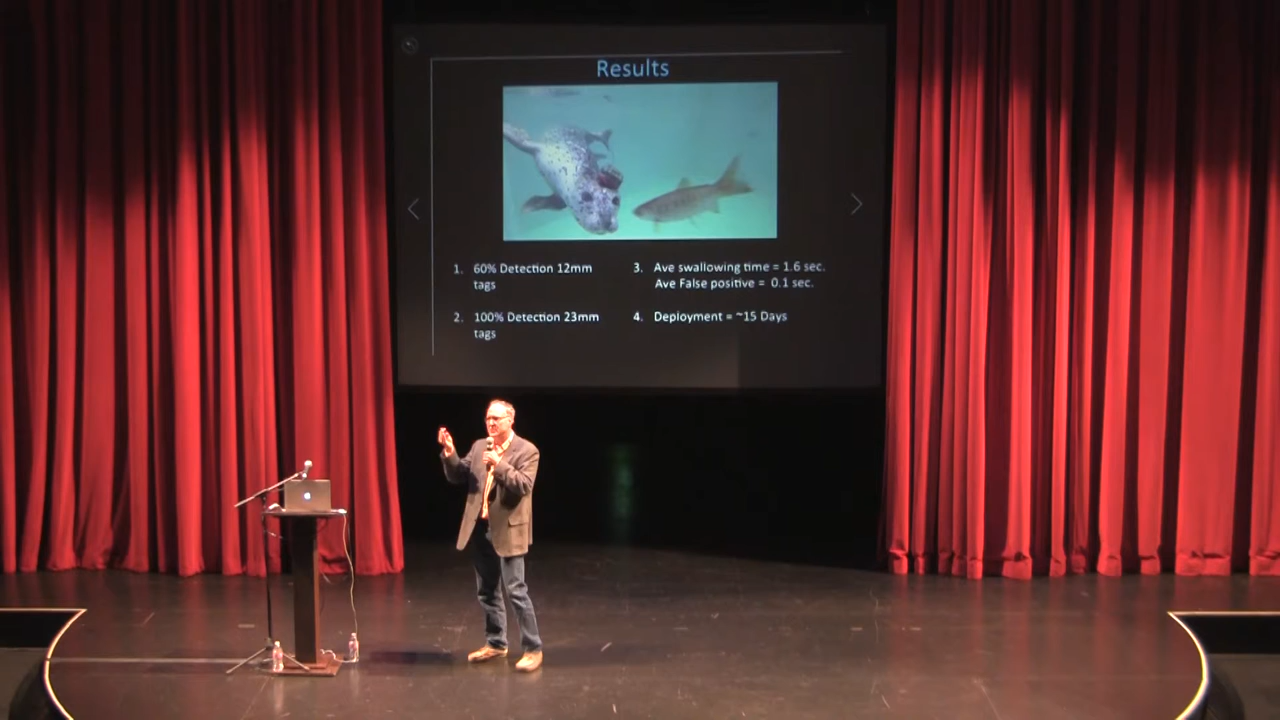 Results
1. 60% Detection 12mm
tags
2. 100% Detection 23mm
tags
3. Ave swallowing time = 1.6 sec.
Ave False positive = 0.1 sec.
4. Deployment = ~15 Days